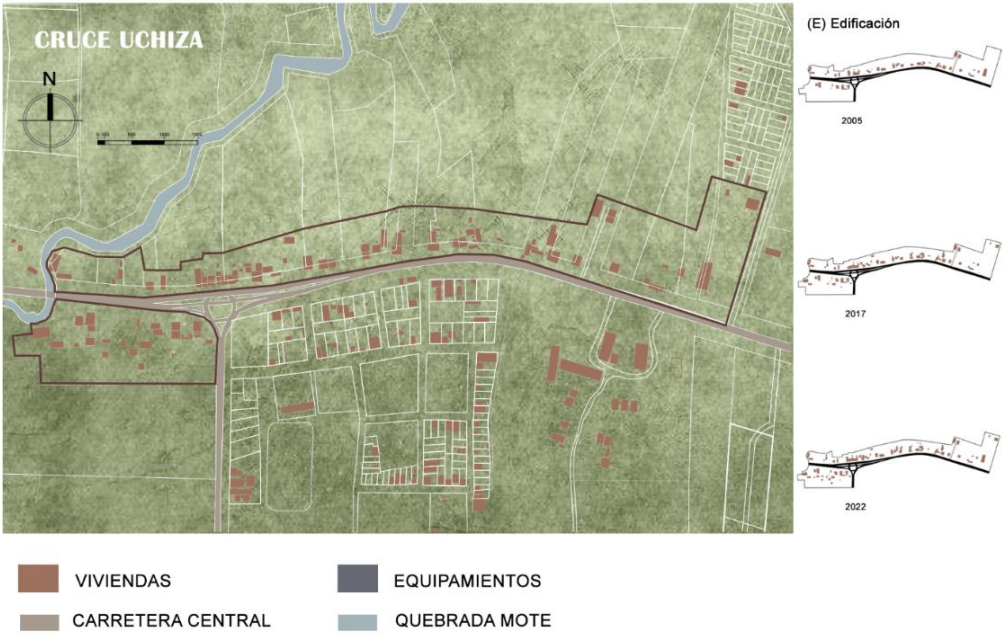 CRUCE UCHIZA
N
(E) Edificación
2005
2017
2022
VIVIENDAS
EQUIPAMIENTOS
CARRETERA CENTRAL
QUEBRADA MOTE